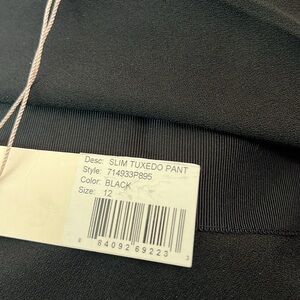 Desc: SLIM TUXEDO PANT
Style: 714933P895
Color: BLACK
Size: 12
8 84092 69223 3